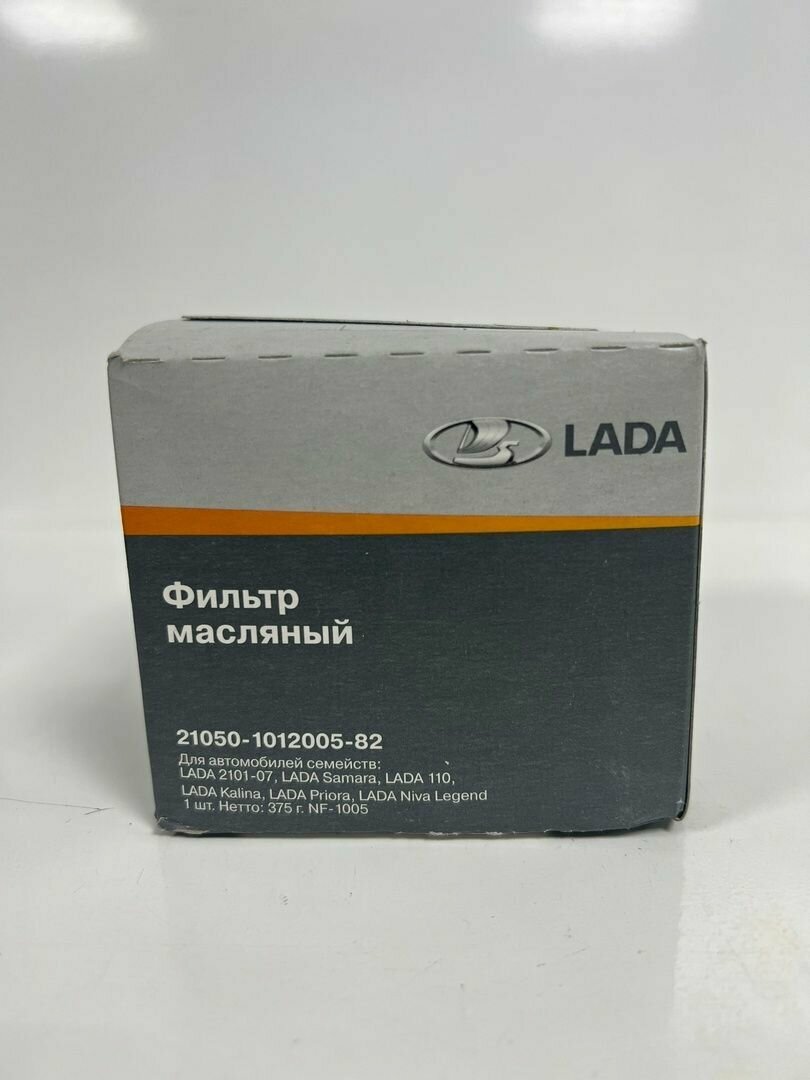 LADA
Фильтр
масляный
21050-1012005-82
Для автомобилей семейств:
LADA 2101-07, LADA Samara, LADA 110,
LADA Kalina, LADA Priora, LADA Niva Legend
1 шт. Нетто: 375 г. NF-1005